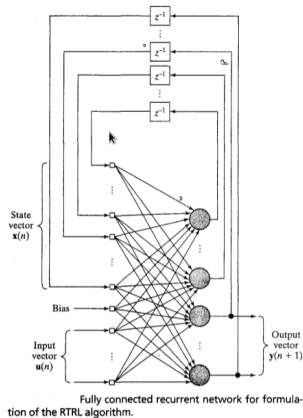 z⁻¹
z⁻¹
z⁻¹
z⁻¹
State
vector
x(n)
Bias
Input
vector
u(n)
Output
vector
y(n + 1)
Fully connected recurrent network for formula-
tion of the RTRL algorithm.